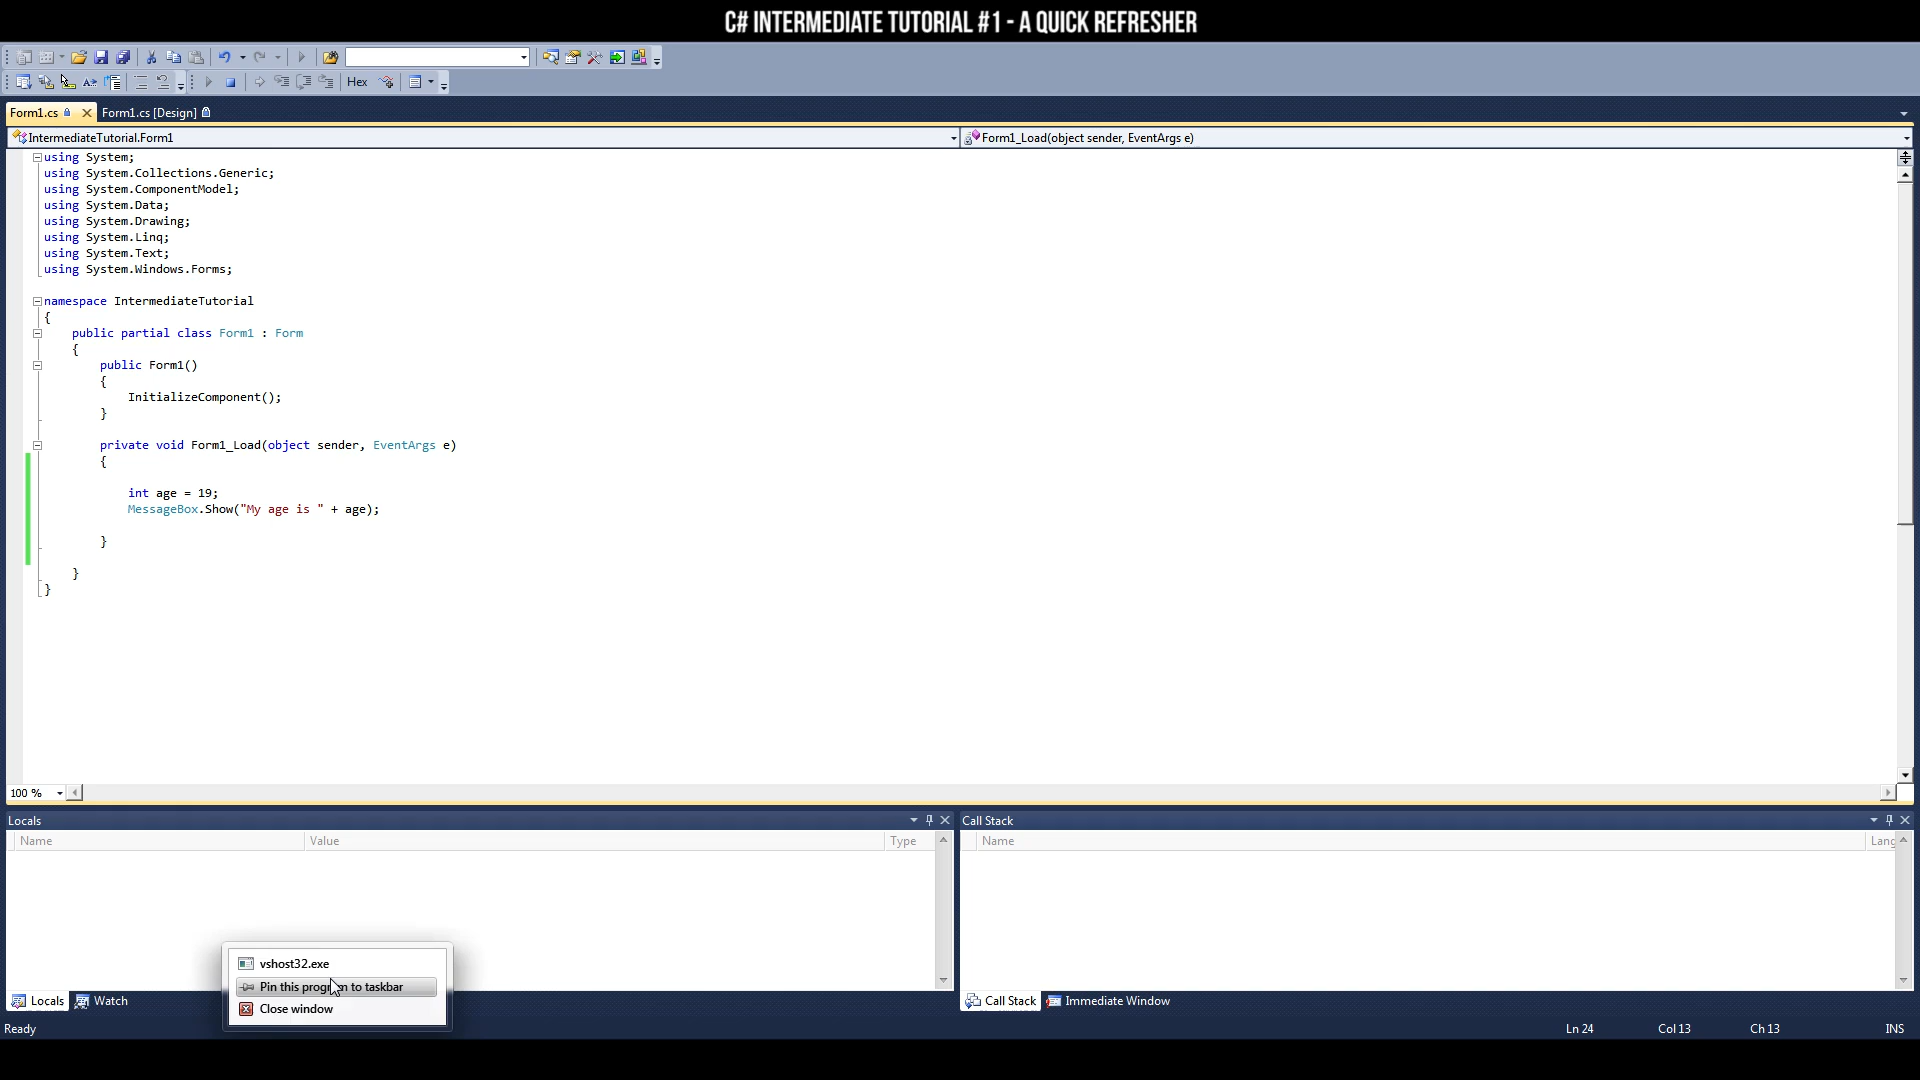 C# INTERMEDIATE TUTORIAL #1 - A QUICK REFRESHER
Hex
Form1.cs
Form1.cs [Design]
IntermediateTutorial.Form1
Form1_Load(object sender, EventArgs e)
using System;
using System.Collections.Generic;
using System.ComponentModel;
using System.Data;
using System.Drawing;
using System.Linq;
using System.Text;
using System.Windows.Forms;
namespace IntermediateTutorial
{
public partial class Form1 : Form
{
public Form1()
{
InitializeComponent();
}
private void Form1_Load(object sender, EventArgs e)
{
int age = 19;
MessageBox.Show("My age is " + age);
}
}
}
100 %
Locals
Name Value Type
Call Stack
Name Lang
vshost32.exe
Pin this program to taskbar
Close window
Locals Watch
Call Stack Immediate Window
Ready
Ln 24 Col 13 Ch 13 INS